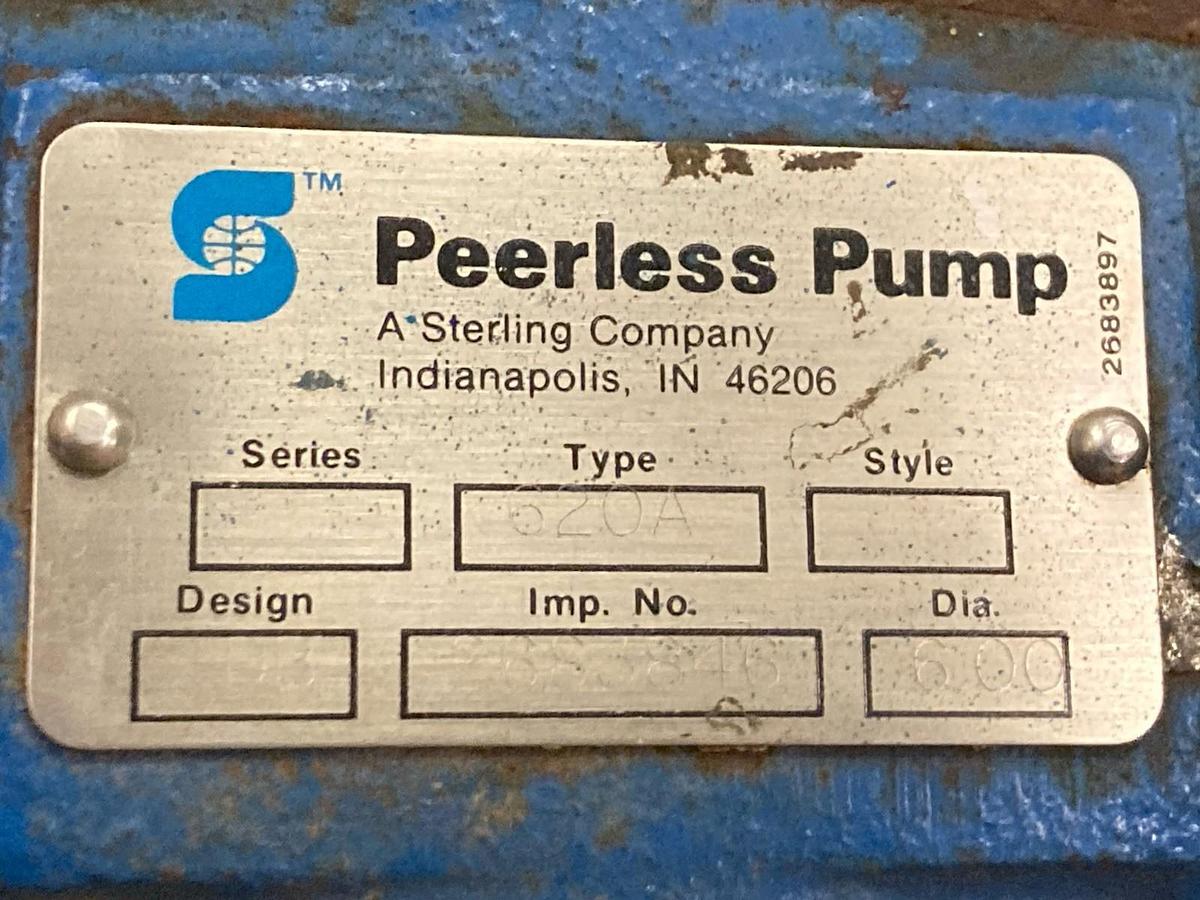 TM
Peerless Pump
A Sterling Company
Indianapolis, IN 46206
2683897
Series Type Style
620A
Design Imp. No. Dia.
6.00